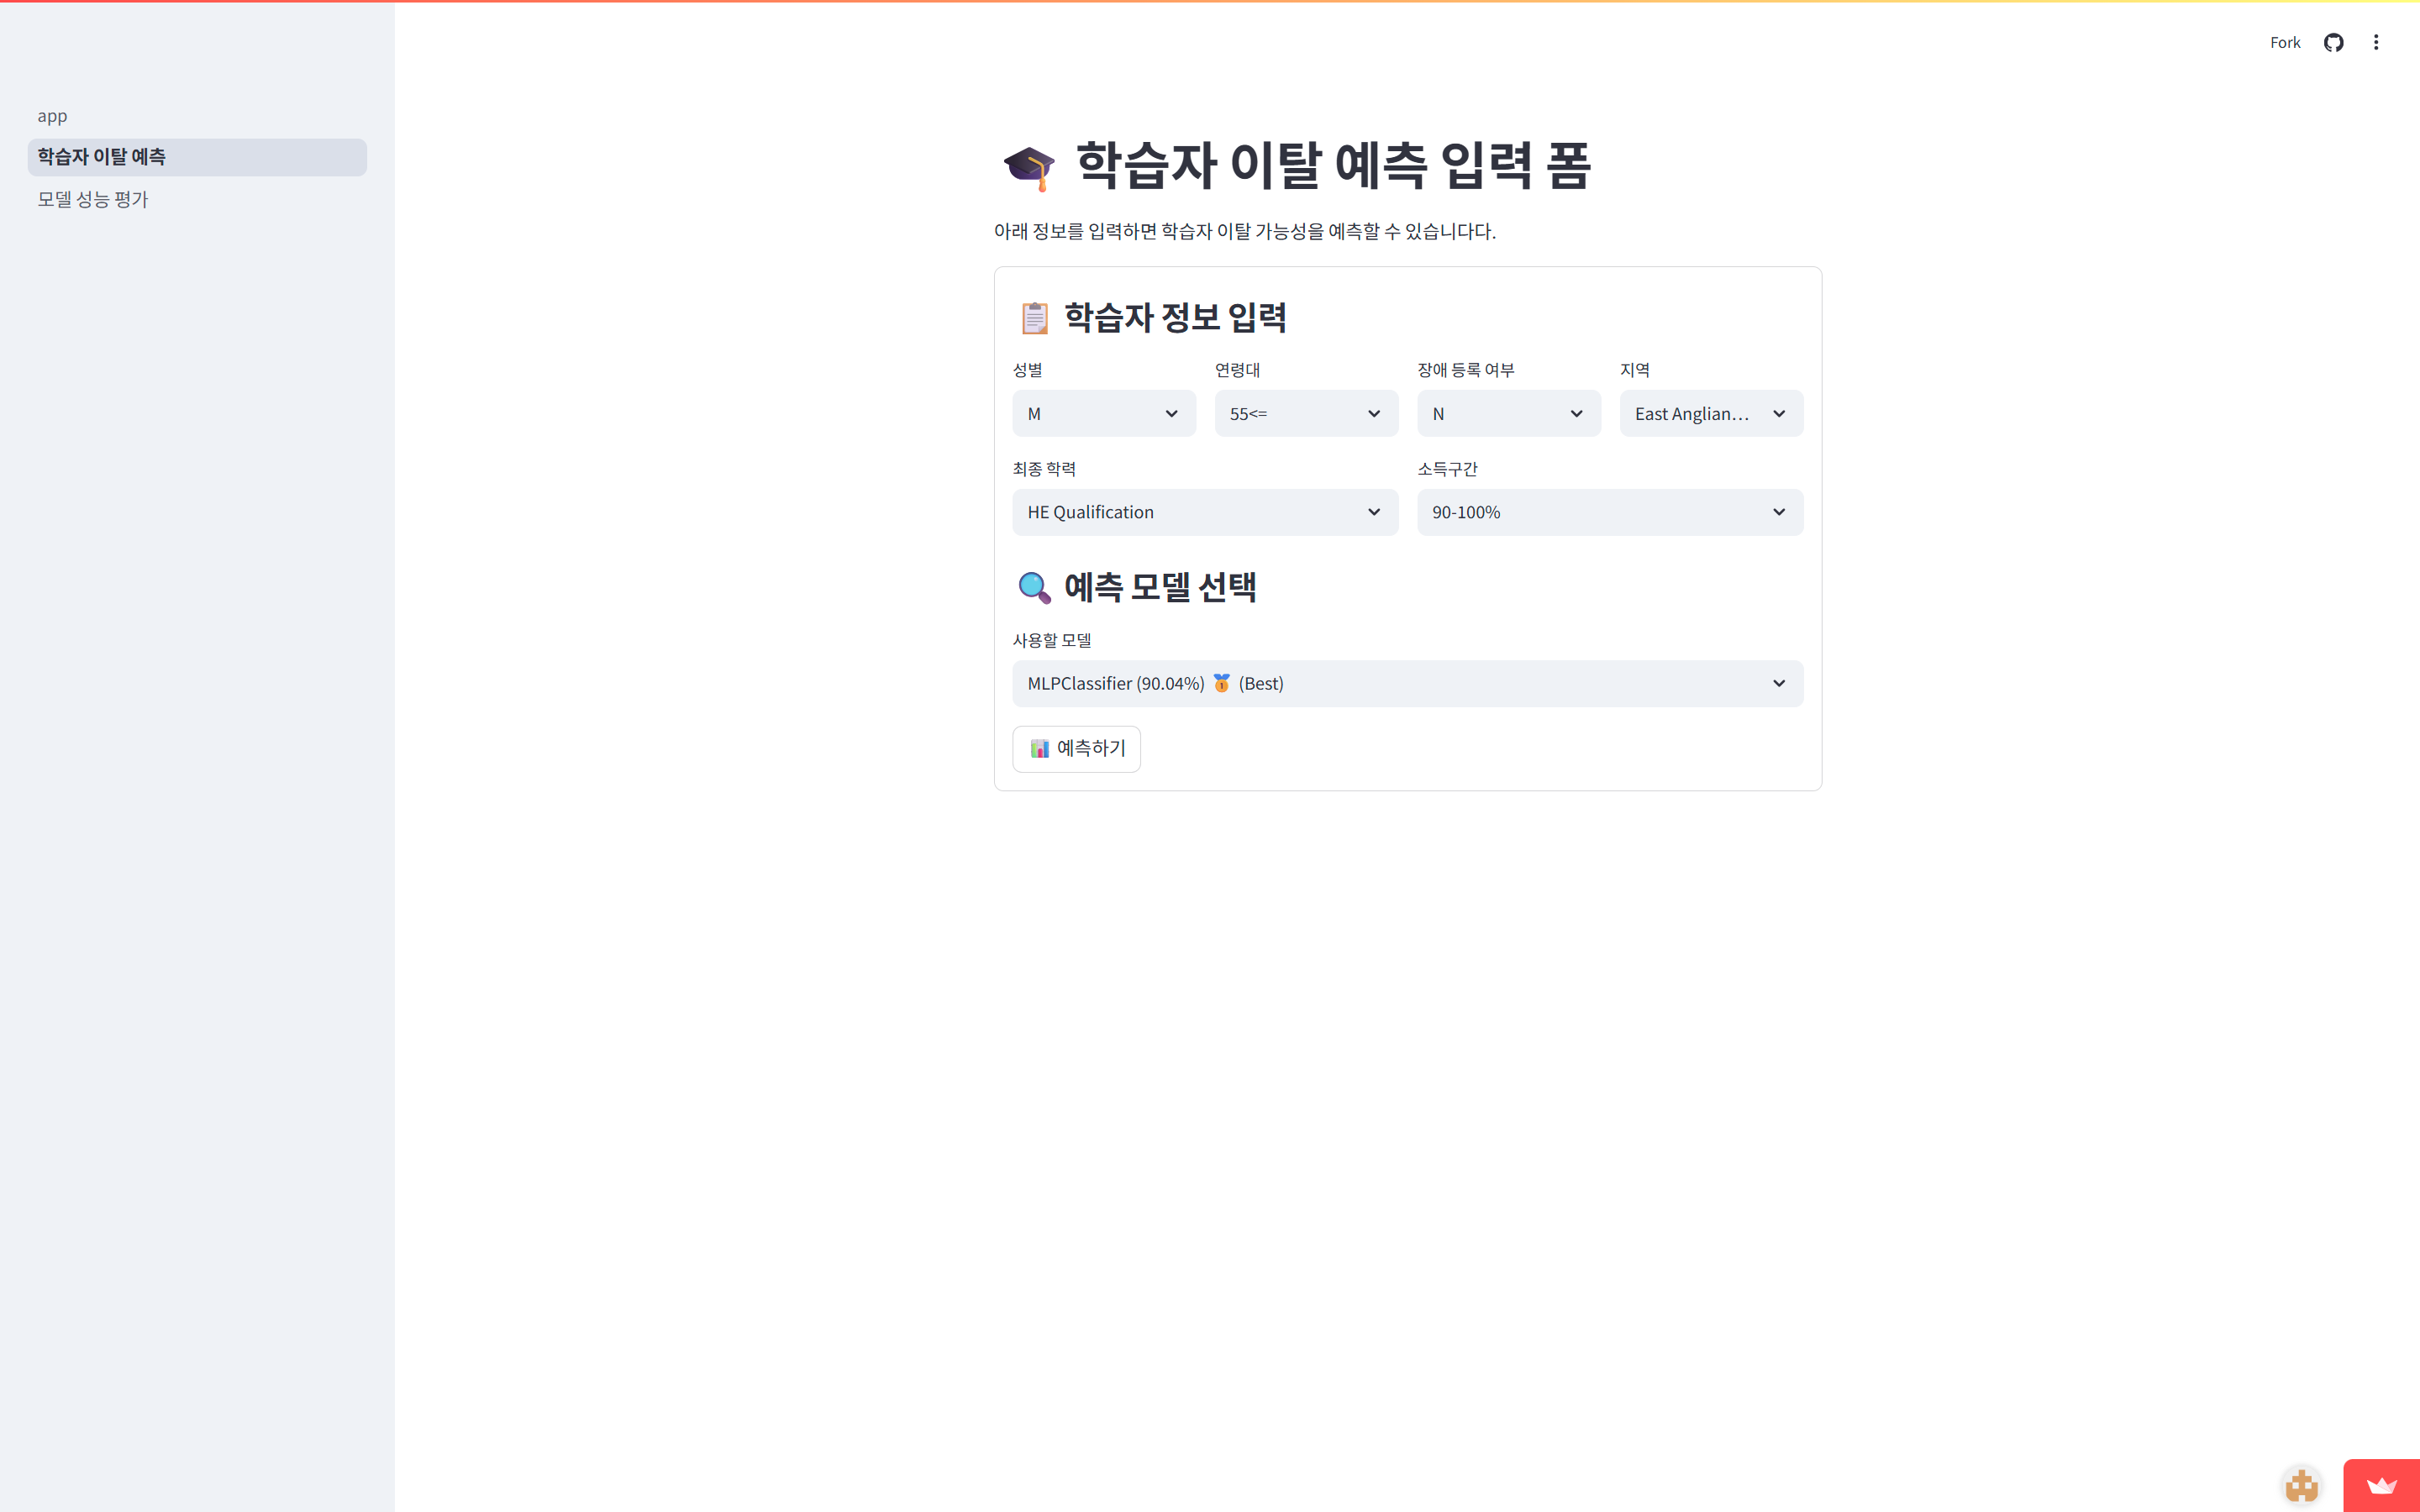 Fork
app
학습자 이탈 예측
모델 성능 평가
🎓 학습자 이탈 예측 입력 폼
아래 정보를 입력하면 학습자 이탈 가능성을 예측할 수 있습니다다.
📋 학습자 정보 입력
성별 연령대 장애 등록 여부 지역
M 55<= N East Anglian...
최종 학력 소득구간
HE Qualification 90-100%
🔍 예측 모델 선택
사용할 모델
MLPClassifier (90.04%) 🥇 (Best)
📊 예측하기